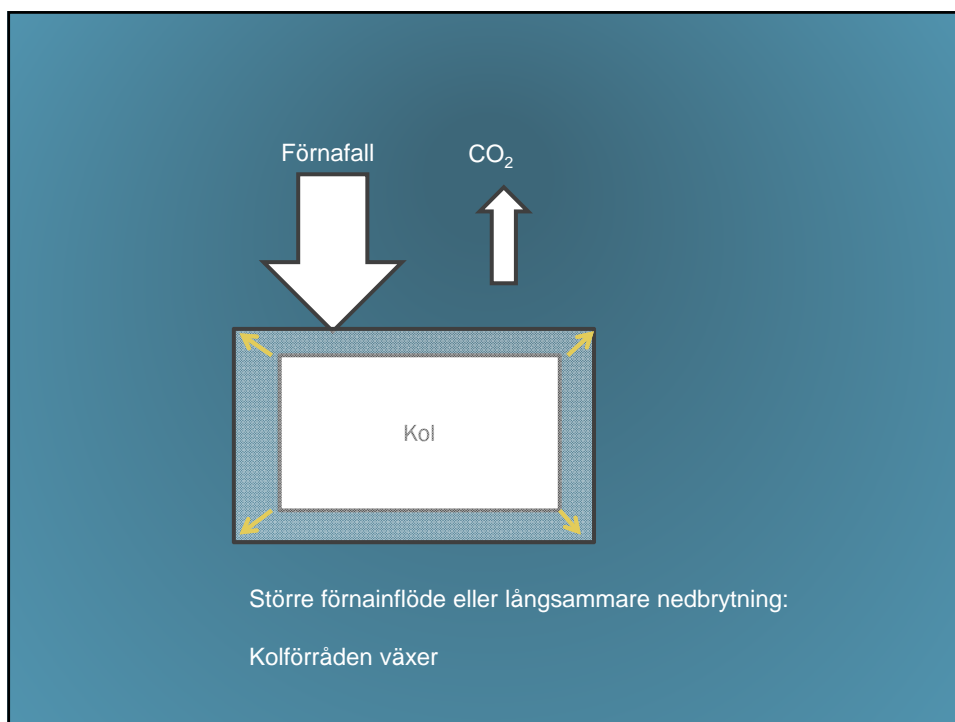 Förnafall
CO₂
Kol
Större förnainflöde eller långsammare nedbrytning:
Kolförråden växer